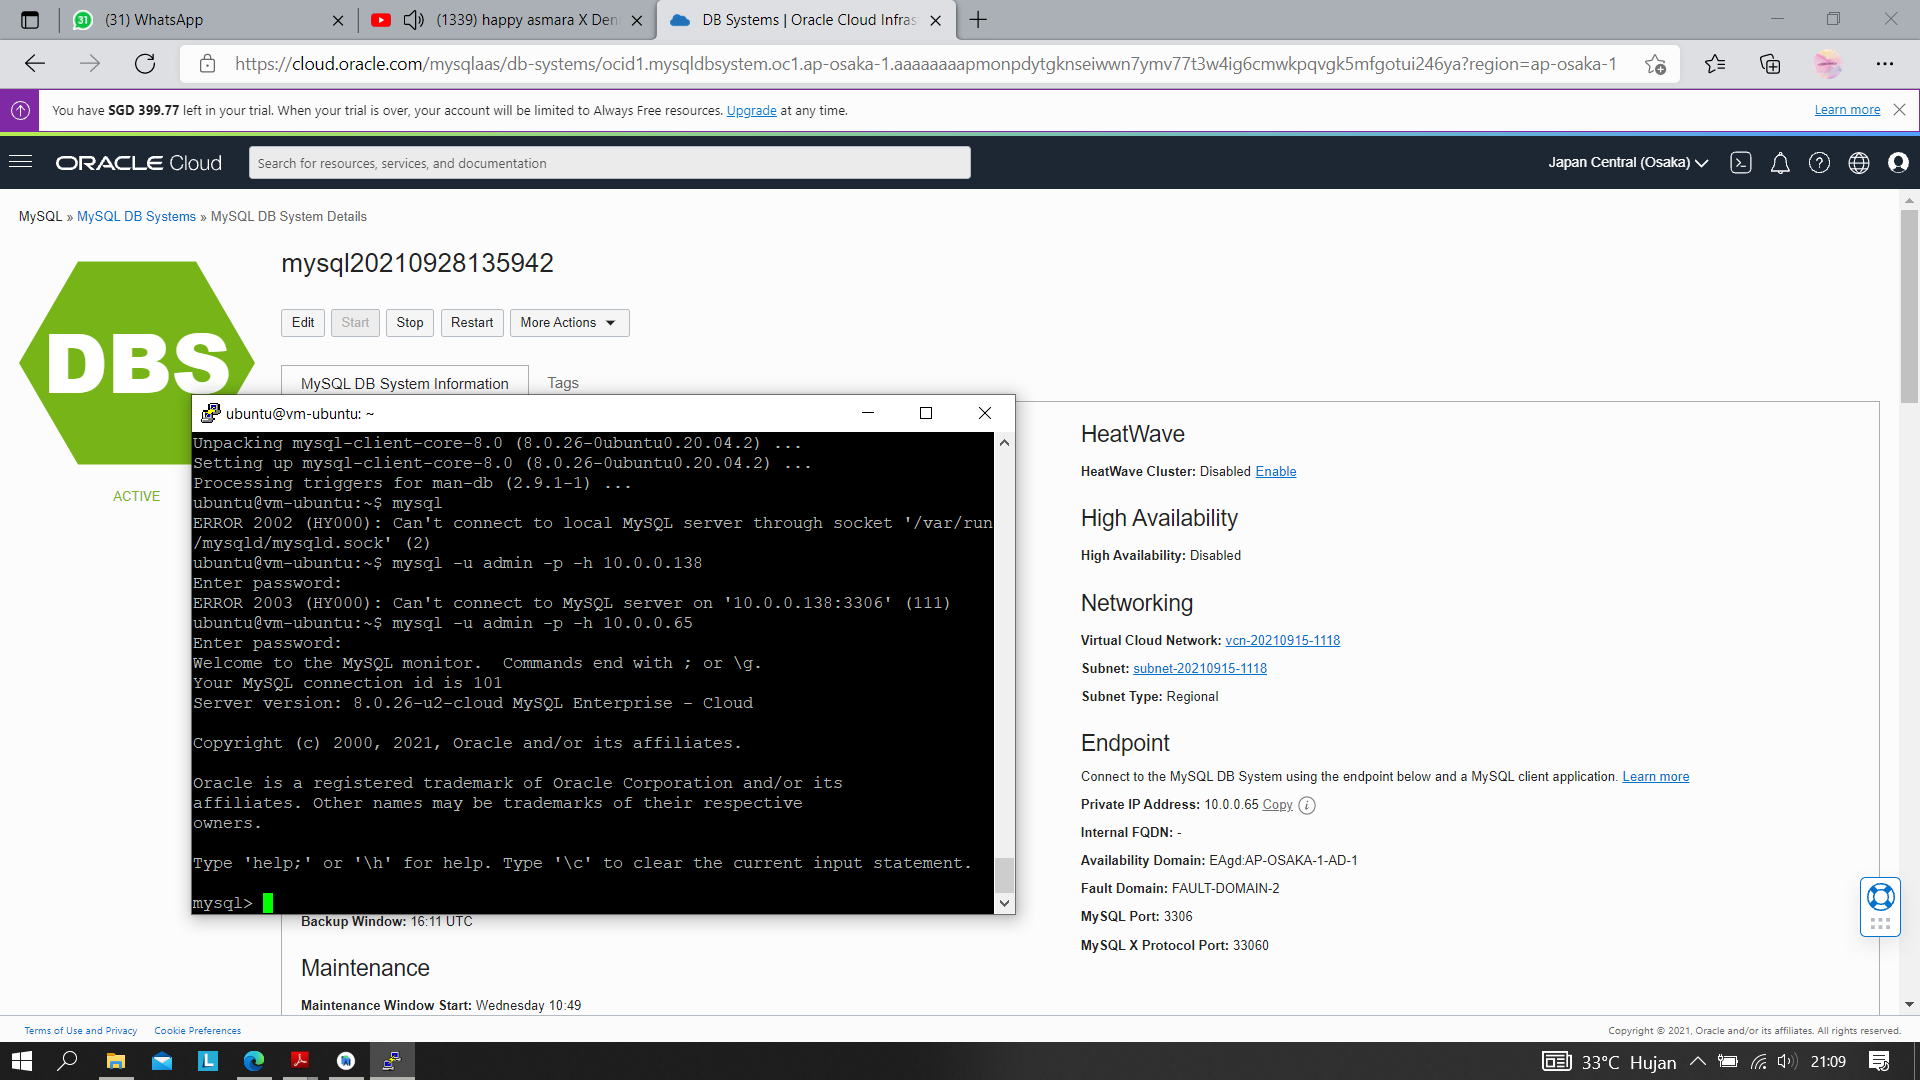 (31) WhatsApp
(1339) happy asmara X Den
DB Systems | Oracle Cloud Infras
https://cloud.oracle.com/mysqlaas/db-systems/ocid1.mysqldbsystem.oc1.ap-osaka-1.aaaaaaaapmonpdytgknseiwwn7ymv77t3w4ig6cmwkpqvgk5mfgotui246ya?region=ap-osaka-1
You have SGD 399.77 left in your trial. When your trial is over, your account will be limited to Always Free resources. Upgrade at any time.
Learn more
ORACLE Cloud
Search for resources, services, and documentation
Japan Central (Osaka)
MySQL » MySQL DB Systems » MySQL DB System Details
DBS
ACTIVE
mysql20210928135942
Edit
Start
Stop
Restart
More Actions
MySQL DB System Information
Tags
ubuntu@vm-ubuntu: ~
Unpacking mysql-client-core-8.0 (8.0.26-0ubuntu0.20.04.2) ...
Setting up mysql-client-core-8.0 (8.0.26-0ubuntu0.20.04.2) ...
Processing triggers for man-db (2.9.1-1) ...
ubuntu@vm-ubuntu:~$ mysql
ERROR 2002 (HY000): Can't connect to local MySQL server through socket '/var/run
/mysqld/mysqld.sock' (2)
ubuntu@vm-ubuntu:~$ mysql -u admin -p -h 10.0.0.138
Enter password:
ERROR 2003 (HY000): Can't connect to MySQL server on '10.0.0.138:3306' (111)
ubuntu@vm-ubuntu:~$ mysql -u admin -p -h 10.0.0.65
Enter password:
Welcome to the MySQL monitor.  Commands end with ; or \g.
Your MySQL connection id is 101
Server version: 8.0.26-u2-cloud MySQL Enterprise - Cloud
Copyright (c) 2000, 2021, Oracle and/or its affiliates.
Oracle is a registered trademark of Oracle Corporation and/or its
affiliates. Other names may be trademarks of their respective
owners.
Type 'help;' or '\h' for help. Type '\c' to clear the current input statement.
mysql>
Backup Window: 16:11 UTC
Maintenance
Maintenance Window Start: Wednesday 10:49
HeatWave
HeatWave Cluster: Disabled Enable
High Availability
High Availability: Disabled
Networking
Virtual Cloud Network: vcn-20210915-1118
Subnet: subnet-20210915-1118
Subnet Type: Regional
Endpoint
Connect to the MySQL DB System using the endpoint below and a MySQL client application. Learn more
Private IP Address: 10.0.0.65 Copy
Internal FQDN: -
Availability Domain: EAgd:AP-OSAKA-1-AD-1
Fault Domain: FAULT-DOMAIN-2
MySQL Port: 3306
MySQL X Protocol Port: 33060
Terms of Use and Privacy
Cookie Preferences
Copyright © 2021, Oracle and/or its affiliates. All rights reserved.
33°C Hujan
21:09